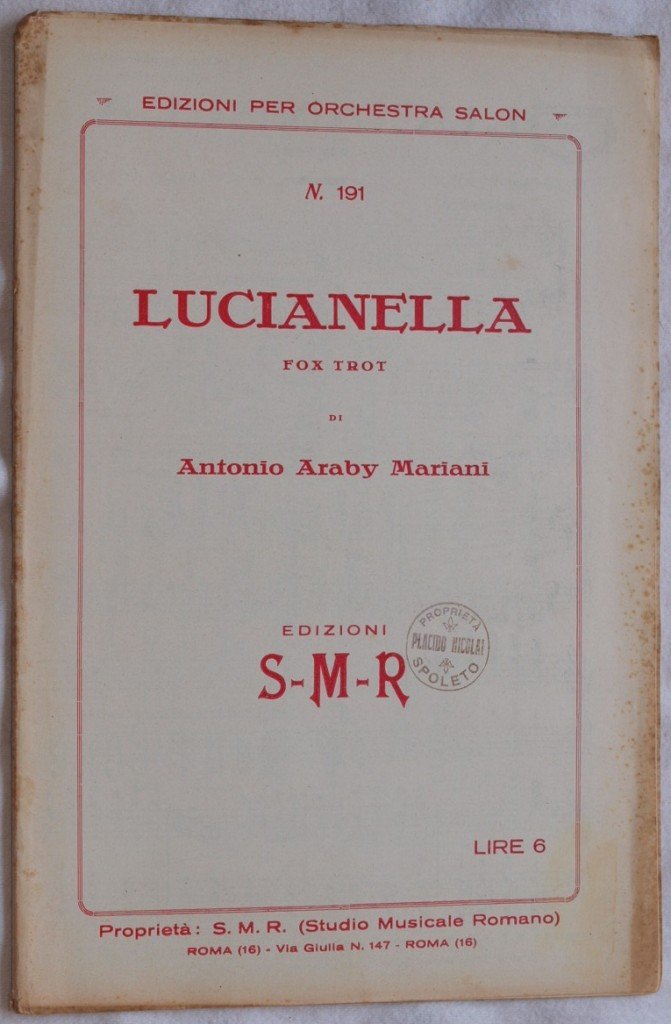 EDIZIONI PER ORCHESTRA SALON
N. 191
LUCIANELLA
FOX TROT
DI
Antonio Araby Mariani
EDIZIONI
S-M-R
PROPRIETÀ
PLACIDO NICOLAI
SPOLETO
LIRE 6
Proprietà: S. M. R. (Studio Musicale Romano)
ROMA (16) - Via Giulia N. 147 - ROMA (16)